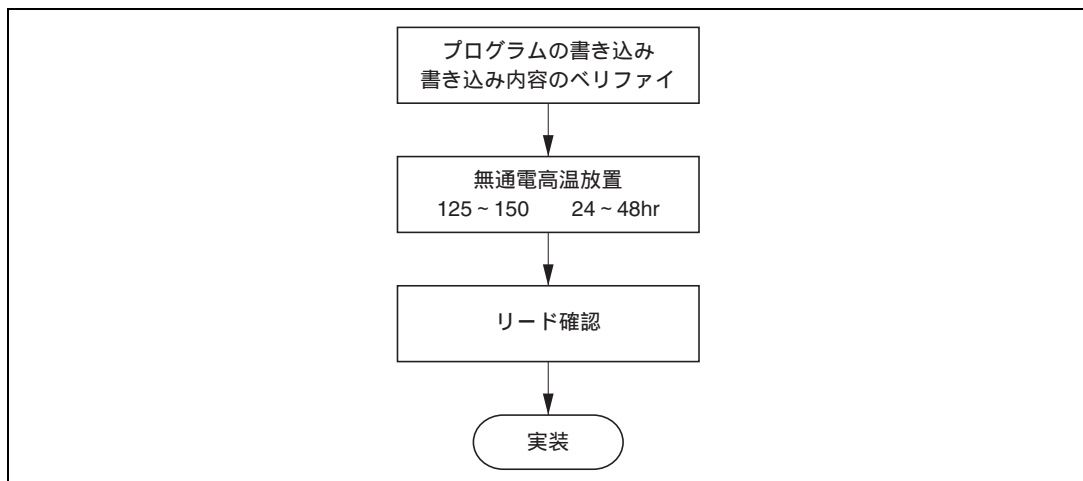 プログラムの書き込み
書き込み内容のベリファイ
無通電高温放置
125 ~ 150 24 ~ 48hr
リード確認
実装